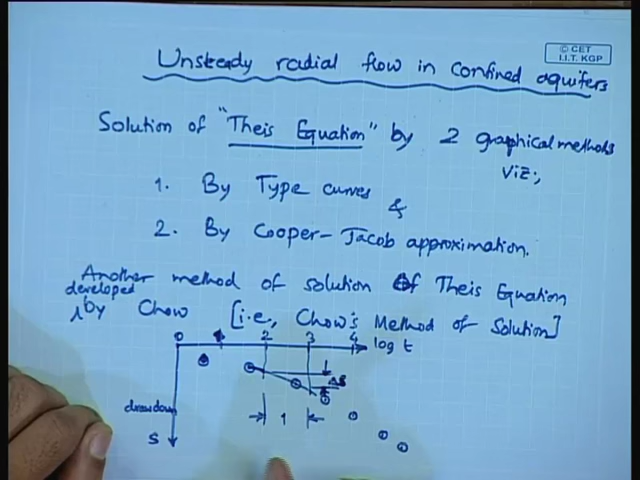 © CET
I.I.T. KGP
Unsteady radial flow in confined aquifers
Solution of "Theis Equation" by 2 graphical methods
viz.,
1. By Type curves &
2. By Cooper-Jacob approximation.
Another method of solution of Theis Equation
developed
by Chow [i.e., Chow's Method of Solution]
0 1 2 3 4
log t
Δs
drawdown
s
1